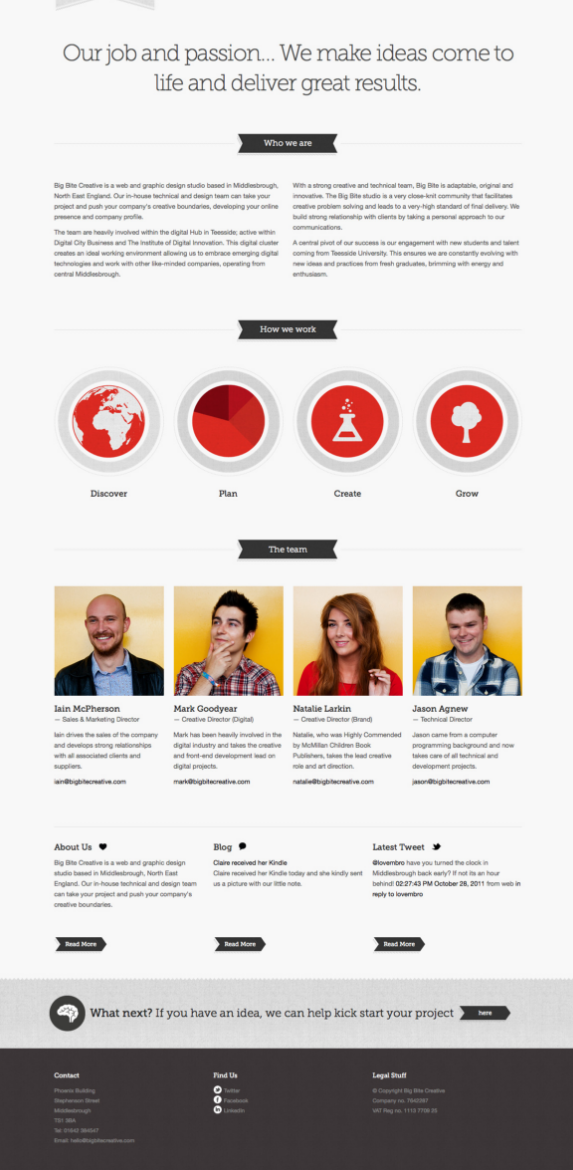 Our job and passion... We make ideas come to
life and deliver great results.
Who we are
Big Bite Creative is a web and graphic design studio based in Middlesbrough,
North East England. Our in-house technical and design team can take your
project and push your company's creative boundaries, developing your online
presence and company profile.
The team are heavily involved within the digital Hub in Teesside; active within
Digital City Business and The Institute of Digital Innovation. This digital cluster
creates an ideal working environment allowing us to embrace emerging digital
technologies and work with other like-minded companies, operating from
central Middlesbrough.
With a strong creative and technical team, Big Bite is adaptable, original and
innovative. The Big Bite studio is a very close-knit community that facilitates
creative problem solving and leads to a very-high standard of final delivery. We
build strong relationship with clients by taking a personal approach to our
communications.
A central pivot of our success is our engagement with new students and talent
coming from Teesside University. This ensures we are constantly evolving with
new ideas and practices from fresh graduates, brimming with energy and
enthusiasm.
How we work
Discover
Plan
Create
Grow
The team
Iain McPherson
— Sales & Marketing Director
Iain drives the sales of the company
and develops strong relationships
with all associated clients and
suppliers.
iain@bigbitecreative.com
Mark Goodyear
— Creative Director (Digital)
Mark has been heavily involved in the
digital industry and takes the creative
and front-end development lead on
digital projects.
mark@bigbitecreative.com
Natalie Larkin
— Creative Director (Brand)
Natalie, who was Highly Commended
by McMillan Children Book
Publishers, takes the lead creative
role and art direction.
natalie@bigbitecreative.com
Jason Agnew
— Technical Director
Jason came from a computer
programming background and now
takes care of all technical and
development projects.
jason@bigbitecreative.com
About Us
Big Bite Creative is a web and graphic design
studio based in Middlesbrough, North East
England. Our in-house technical and design team
can take your project and push your company's
creative boundaries.
Read More
Blog
Claire received her Kindle
Claire received her Kindle today and she kindly sent
us a picture with our little note.
Read More
Latest Tweet
@lovembro have you turned the clock in
Middlesbrough back early? If not its an hour
behind! 02:27:43 PM October 28, 2011 from web in
reply to lovembro
Read More
What next? If you have an idea, we can help kick start your project
here
Contact
Phoenix Building
Stephenson Street
Middlesbrough
TS1 3BA
Email: hello@bigbitecreative.com
Find Us
Twitter
Facebook
LinkedIn
Legal Stuff
© Copyright Big Bite Creative